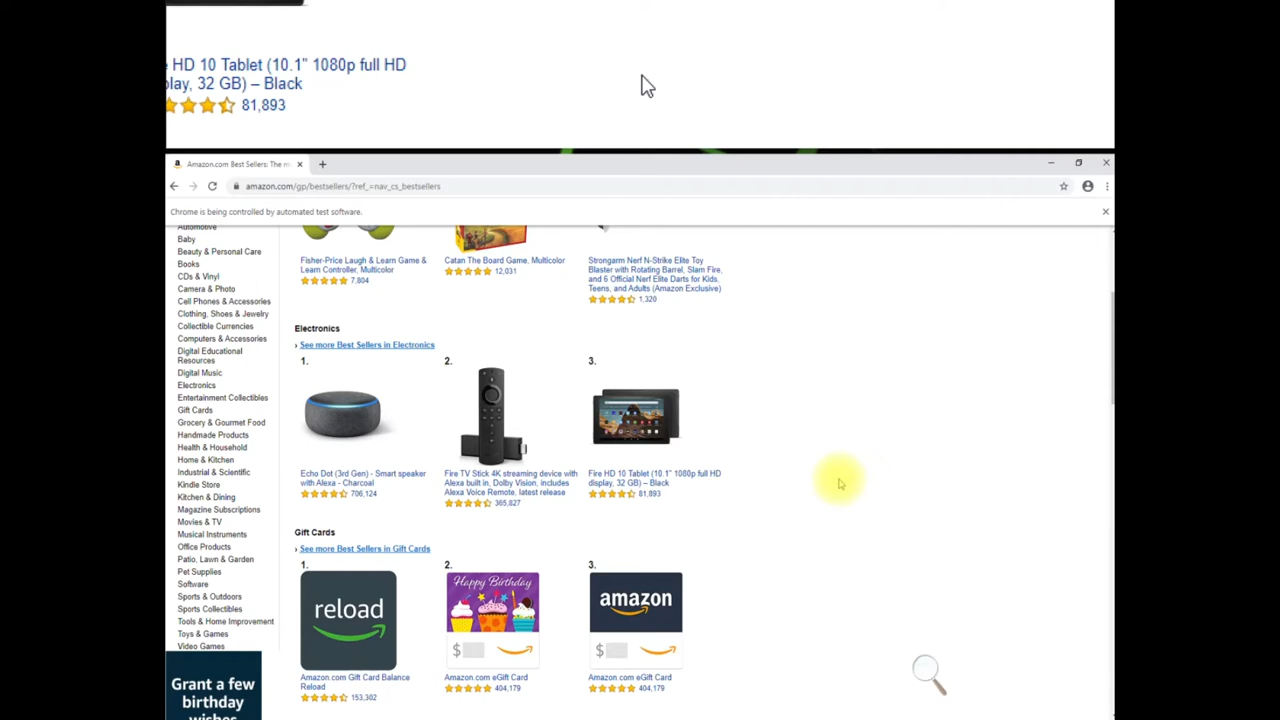 HD 10 Tablet (10.1" 1080p full HD
play, 32 GB) – Black
81,893
Amazon.com Best Sellers: The m
amazon.com/gp/bestsellers/?ref_=nav_cs_bestsellers
Chrome is being controlled by automated test software.
Automotive
Baby
Beauty & Personal Care
Books
CDs & Vinyl
Camera & Photo
Cell Phones & Accessories
Clothing, Shoes & Jewelry
Collectible Currencies
Computers & Accessories
Digital Educational
Resources
Digital Music
Electronics
Entertainment Collectibles
Gift Cards
Grocery & Gourmet Food
Handmade Products
Health & Household
Home & Kitchen
Industrial & Scientific
Kindle Store
Kitchen & Dining
Magazine Subscriptions
Movies & TV
Musical Instruments
Office Products
Patio, Lawn & Garden
Pet Supplies
Software
Sports & Outdoors
Sports Collectibles
Tools & Home Improvement
Toys & Games
Video Games
Grant a few
birthday
wishes
Fisher-Price Laugh & Learn Game &
Learn Controller, Multicolor
7,804
Catan The Board Game, Multicolor
12,031
Strongarm Nerf N-Strike Elite Toy
Blaster with Rotating Barrel, Slam Fire,
and 6 Official Nerf Elite Darts for Kids,
Teens, and Adults (Amazon Exclusive)
1,320
Electronics
› See more Best Sellers in Electronics
1.
Echo Dot (3rd Gen) - Smart speaker
with Alexa - Charcoal
706,124
2.
Fire TV Stick 4K streaming device with
Alexa built in, Dolby Vision, includes
Alexa Voice Remote, latest release
365,827
3.
Fire HD 10 Tablet (10.1" 1080p full HD
display, 32 GB) – Black
81,893
Gift Cards
› See more Best Sellers in Gift Cards
1.
reload
Amazon.com Gift Card Balance
Reload
153,302
2.
Happy Birthday
$
Amazon.com eGift Card
404,179
3.
amazon
$
Amazon.com eGift Card
404,179